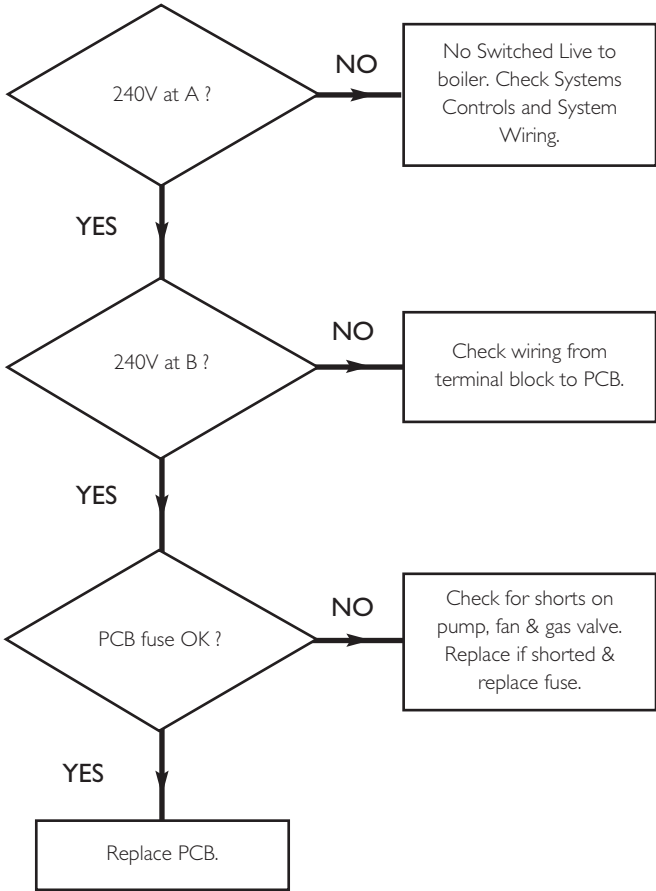 240V at A ?
NO
No Switched Live to
boiler. Check Systems
Controls and System
Wiring.
YES
240V at B ?
NO
Check wiring from
terminal block to PCB.
YES
PCB fuse OK ?
NO
Check for shorts on
pump, fan & gas valve.
Replace if shorted &
replace fuse.
YES
Replace PCB.